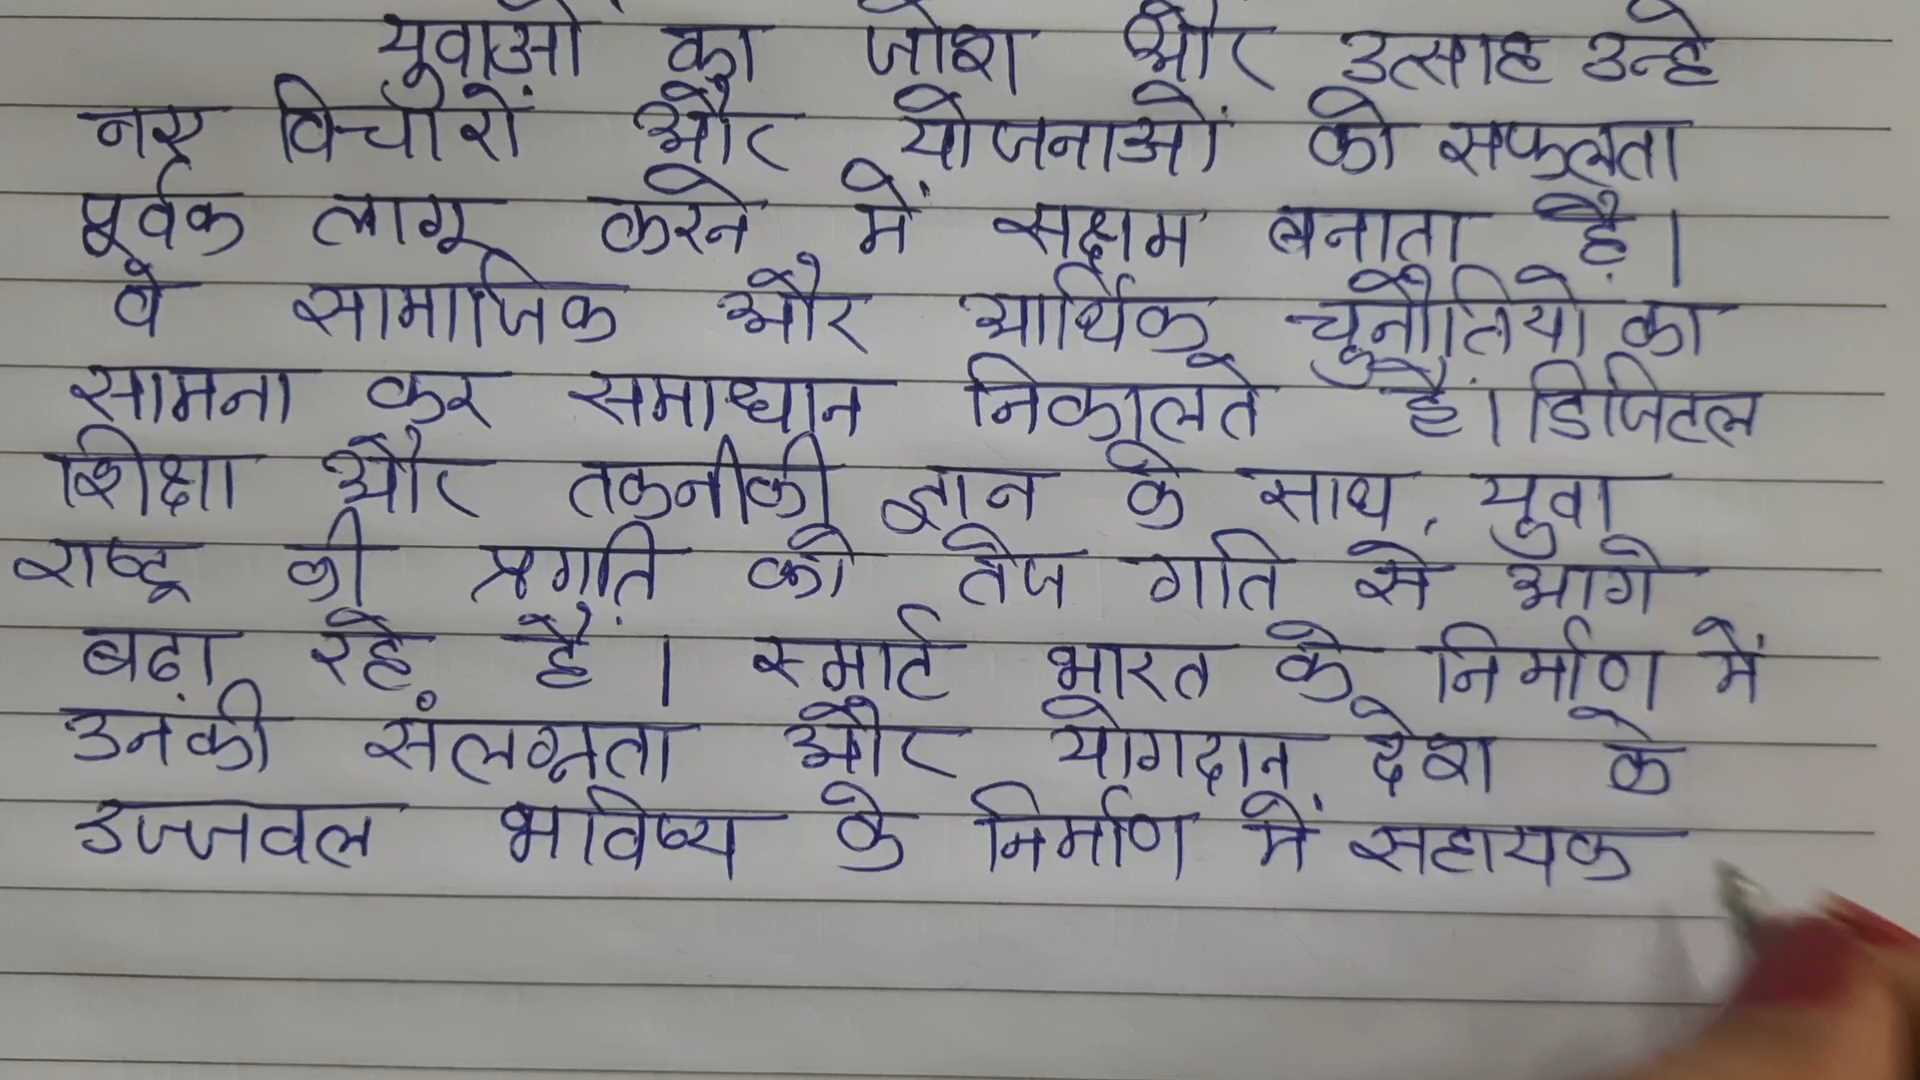 युवाओं का जोश और उत्साह उन्हे
नए विचारों और योजनाओं को सफलता
पूर्वक लागू करने में सक्षम बनाता है।
वे सामाजिक और आर्थिक चुनौतियो का
सामना कर समाधान निकालते हैं। डिजिटल
शिक्षा और तकनीकी ज्ञान के साथ, युवा
राष्ट्र की प्रगति को तेज गति से आगे
बढ़ा रहे हैं। स्मार्ट भारत के निर्माण में
उनकी संलग्नता और योगदान देश के
उज्जवल भविष्य के निर्माण में सहायक